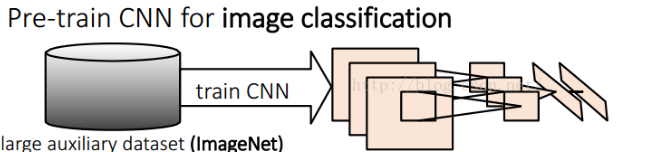 Pre-train CNN for image classification
train CNN
large auxiliary dataset (ImageNet)